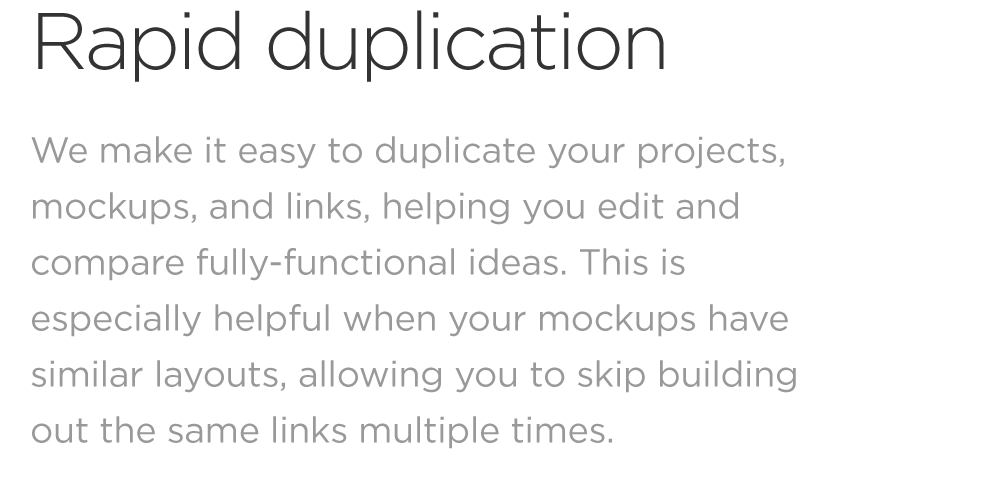 Rapid duplication
We make it easy to duplicate your projects,
mockups, and links, helping you edit and
compare fully-functional ideas. This is
especially helpful when your mockups have
similar layouts, allowing you to skip building
out the same links multiple times.